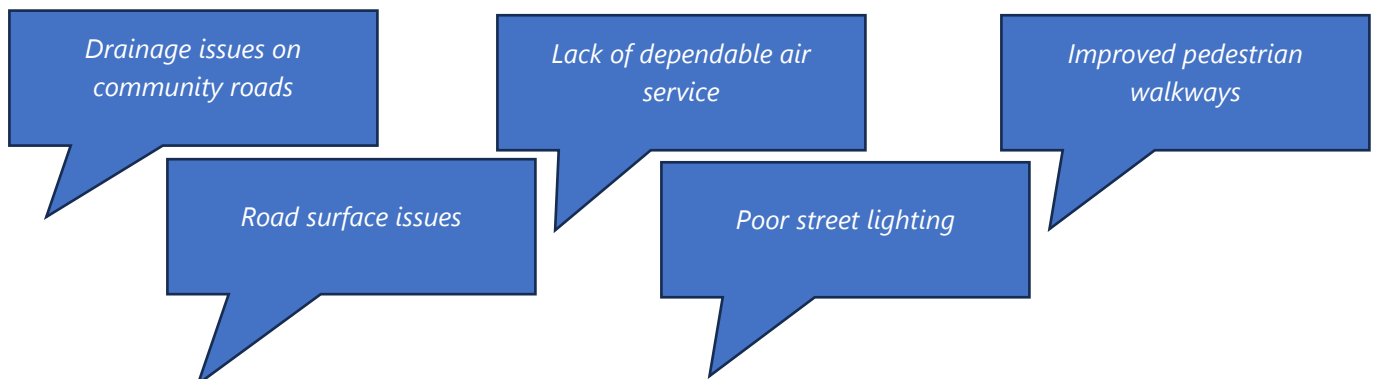 Drainage issues on
community roads
Lack of dependable air
service
Improved pedestrian
walkways
Road surface issues
Poor street lighting